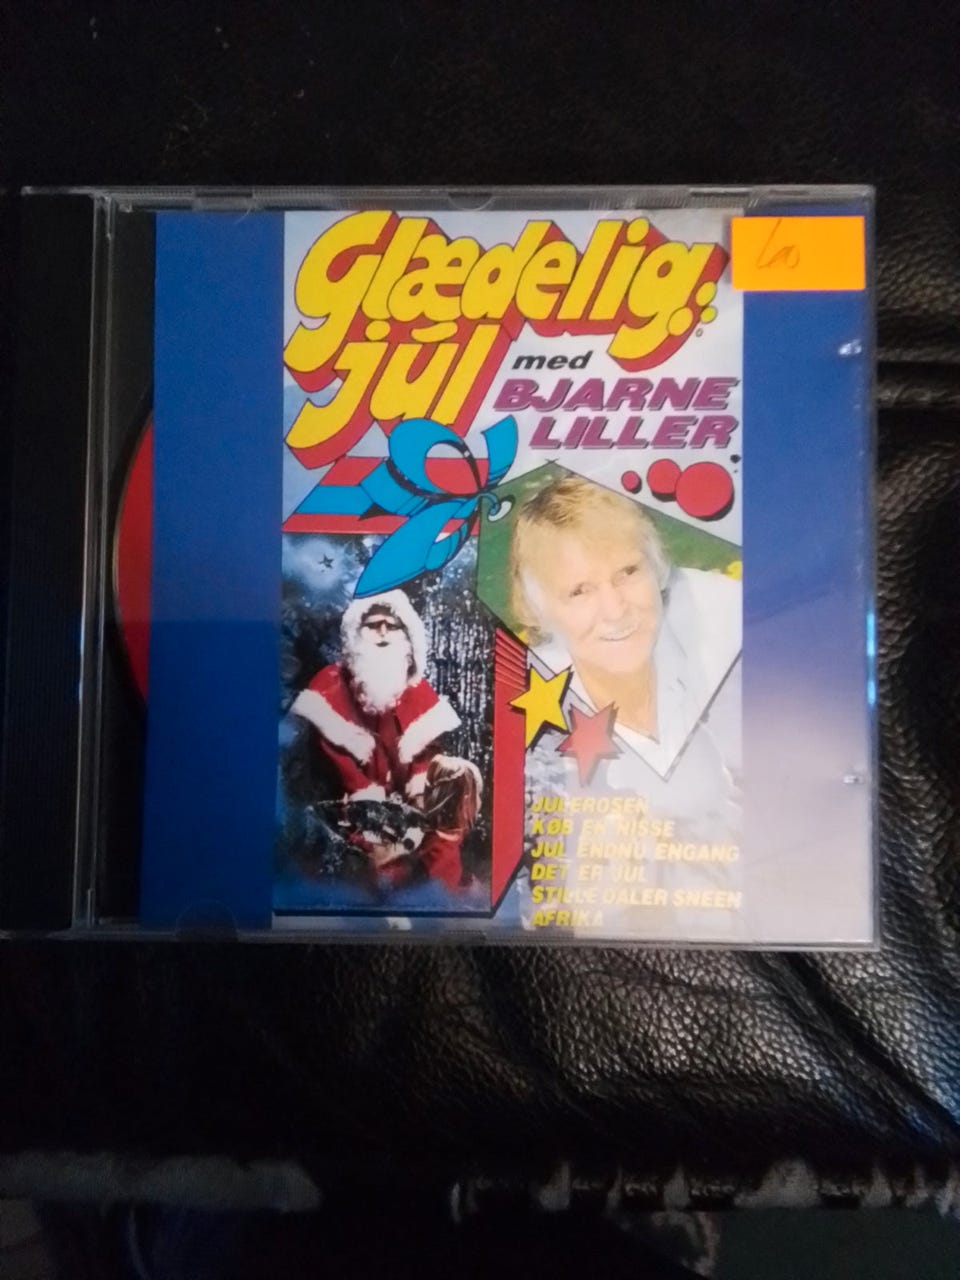 Glædelig
jul
med
BJARNE
LILLER
60
JULEROSEN
KØB EN NISSE
JUL ENDNU ENGANG
DET ER JUL
STILLE DALER SNEEN
AFRIKA